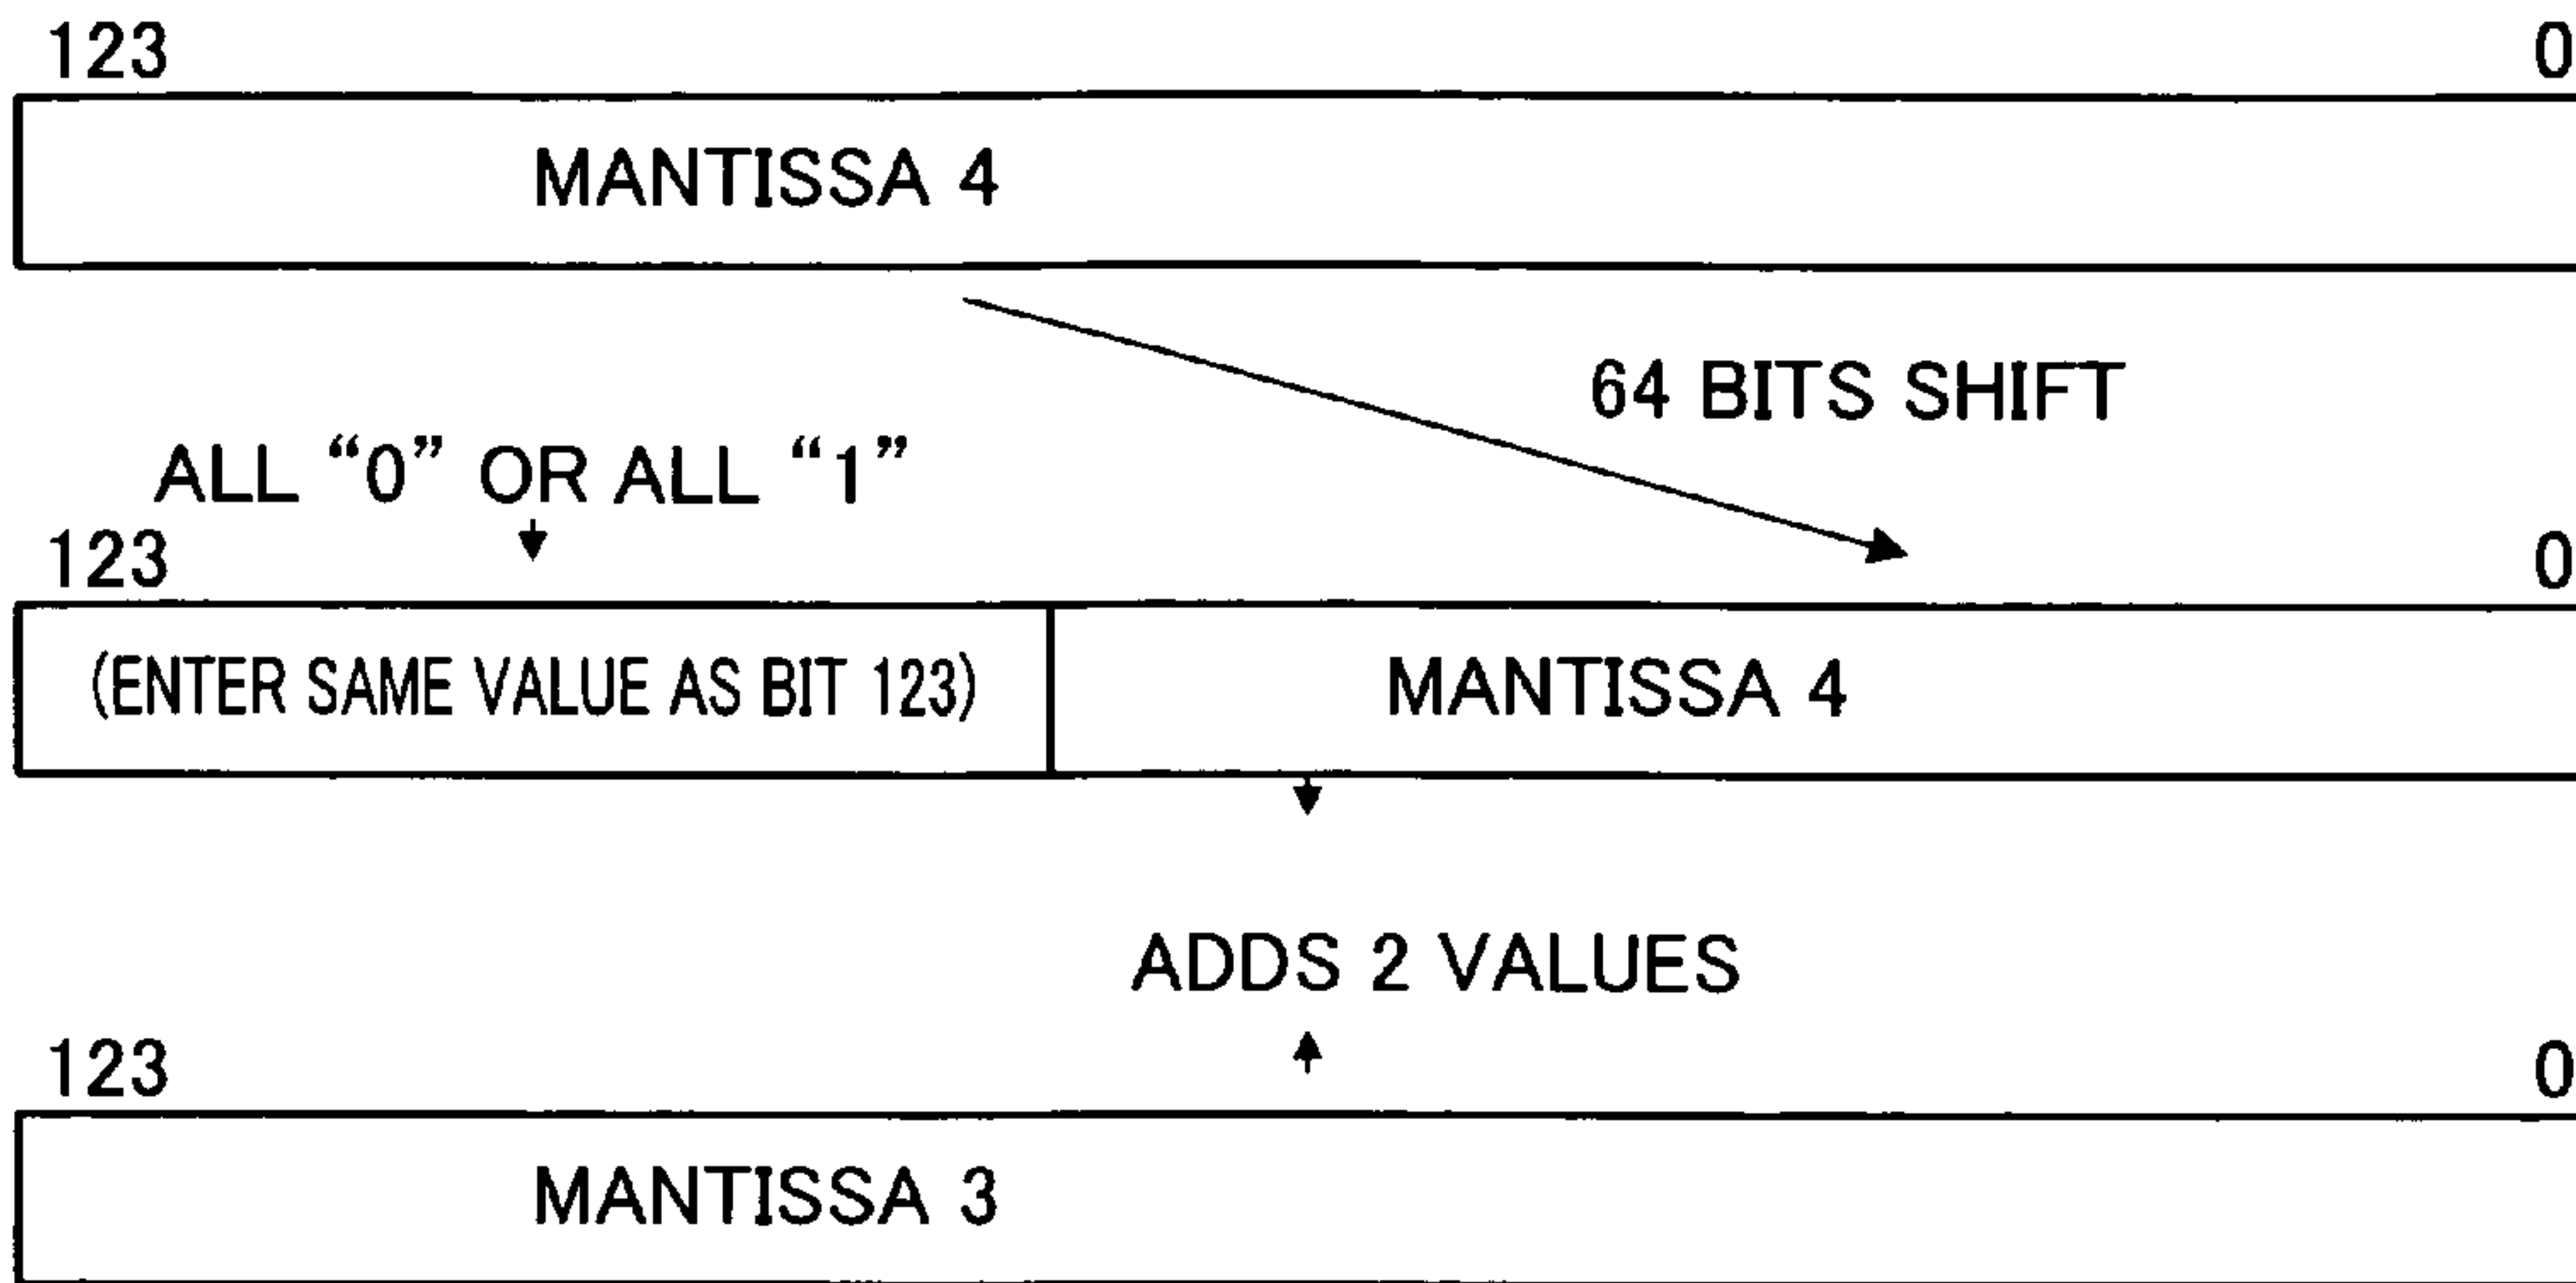 123 0
MANTISSA 4
64 BITS SHIFT
ALL “0” OR ALL “1”
123 0
(ENTER SAME VALUE AS BIT 123) MANTISSA 4
ADDS 2 VALUES
123 0
MANTISSA 3